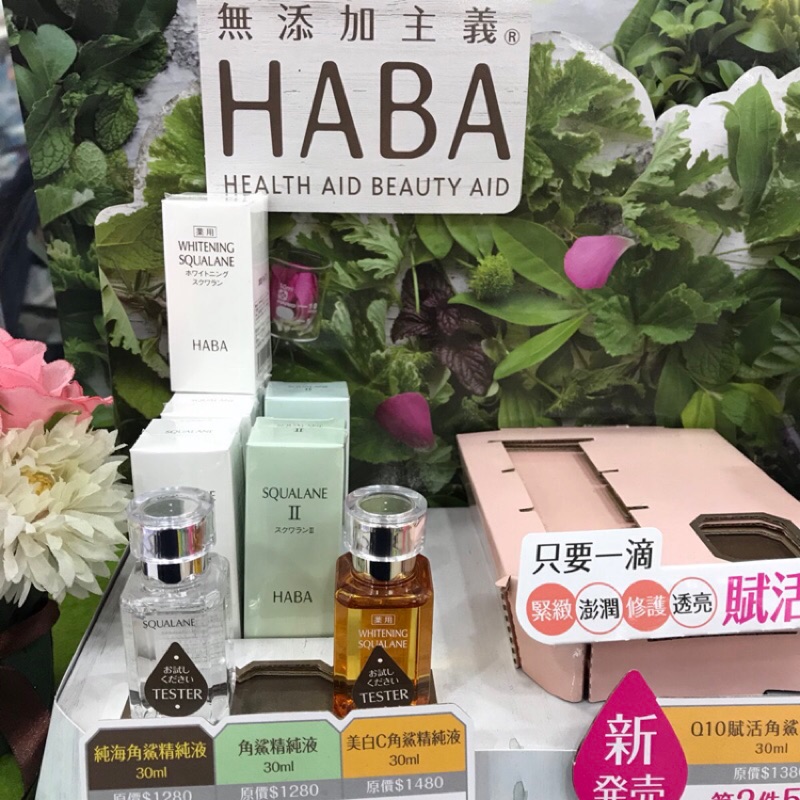 無添加主義®
HABA
HEALTH AID BEAUTY AID
薬用
WHITENING
SQUALANE
ホワイトニング
スクワラン
HABA
SQUALANE
SQUALANE
II
スクワランII
HABA
SQUALANE
お試し
ください
TESTER
薬用
WHITENING
SQUALANE
お試し
ください
TESTER
只要一滴
緊緻 澎潤 修護 透亮 賦活
純海角鯊精純液
30ml
原價$1280
角鯊精純液
30ml
原價$1280
美白C角鯊精純液
30ml
原價$1480
新
発売
Q10賦活角鯊
30ml
原價$138
第2件5